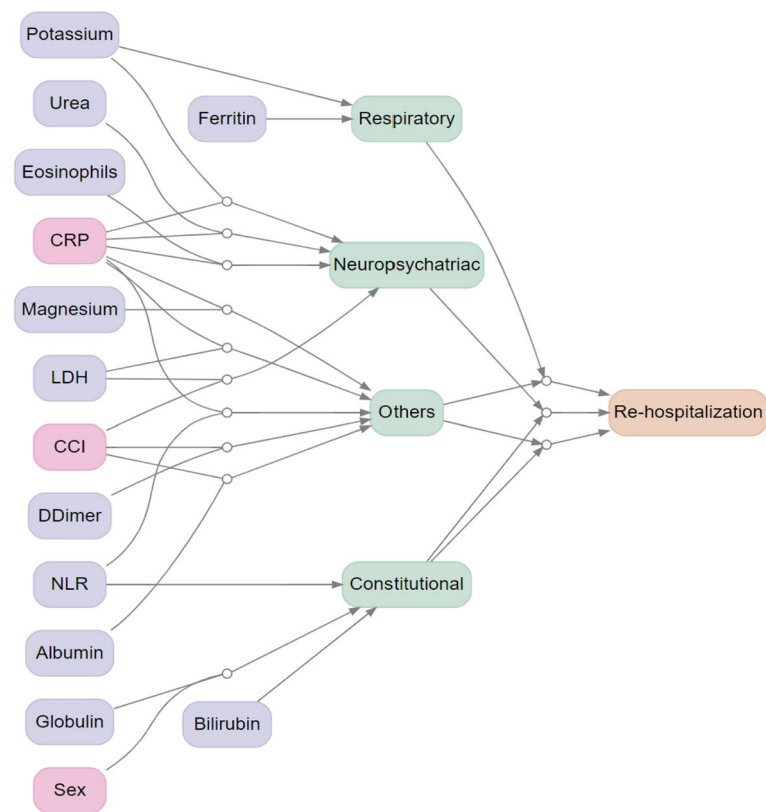 Potassium
Urea
Ferritin
Respiratory
Eosinophils
CRP
Neuropsychatriac
Magnesium
LDH
Others
Re-hospitalization
CCI
DDimer
NLR
Constitutional
Albumin
Globulin
Bilirubin
Sex